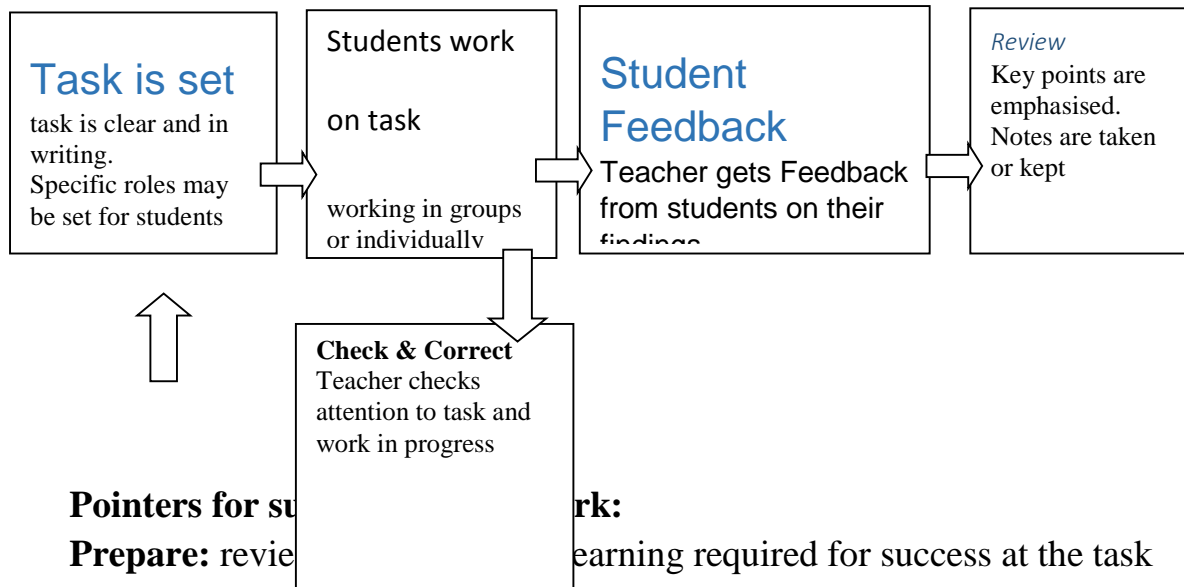 Task is set
task is clear and in
writing.
Specific roles may
be set for students
Students work
on task
working in groups
or individually
Student
Feedback
Teacher gets Feedback
from students on their
findings
Review
Key points are
emphasised.
Notes are taken
or kept
Check & Correct
Teacher checks
attention to task and
work in progress
Pointers for su rk:
Prepare: revie earning required for success at the task